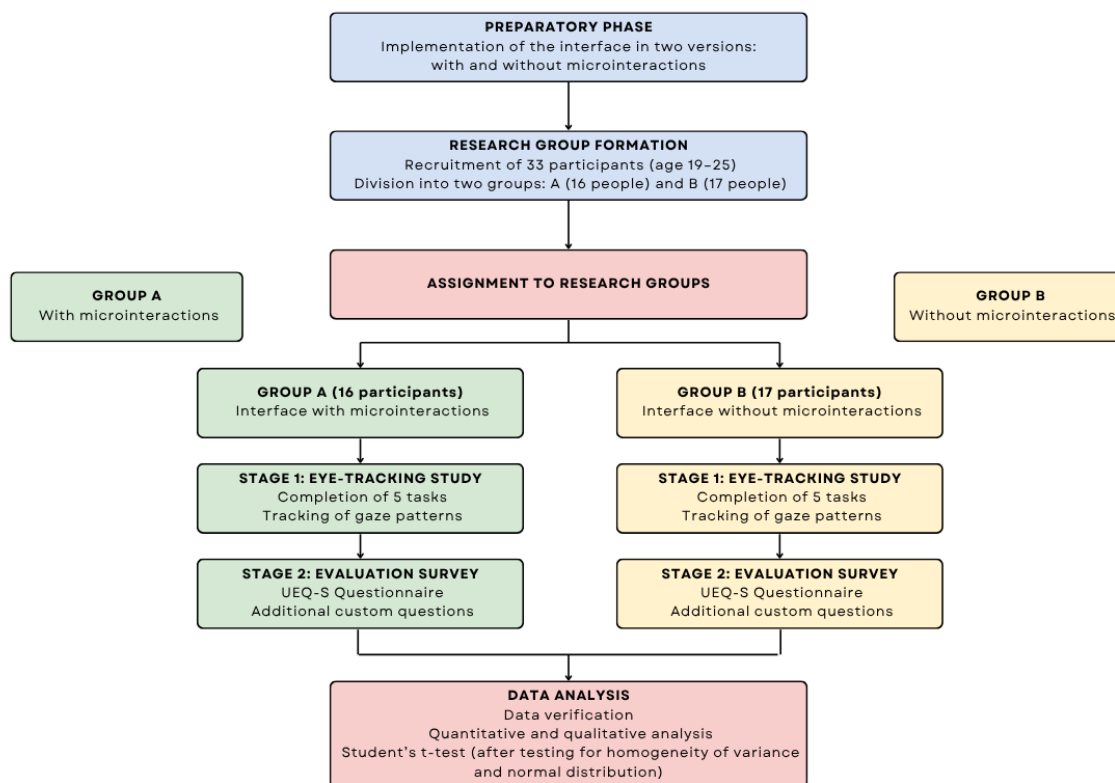 PREPARATORY PHASE
Implementation of the interface in two versions:
with and without microinteractions
RESEARCH GROUP FORMATION
Recruitment of 33 participants (age 19–25)
Division into two groups: A (16 people) and B (17 people)
ASSIGNMENT TO RESEARCH GROUPS
GROUP A
With microinteractions
GROUP B
Without microinteractions
GROUP A (16 participants)
Interface with microinteractions
GROUP B (17 participants)
Interface without microinteractions
STAGE 1: EYE-TRACKING STUDY
Completion of 5 tasks
Tracking of gaze patterns
STAGE 1: EYE-TRACKING STUDY
Completion of 5 tasks
Tracking of gaze patterns
STAGE 2: EVALUATION SURVEY
UEQ-S Questionnaire
Additional custom questions
STAGE 2: EVALUATION SURVEY
UEQ-S Questionnaire
Additional custom questions
DATA ANALYSIS
Data verification
Quantitative and qualitative analysis
Student's t-test (after testing for homogeneity of variance
and normal distribution)